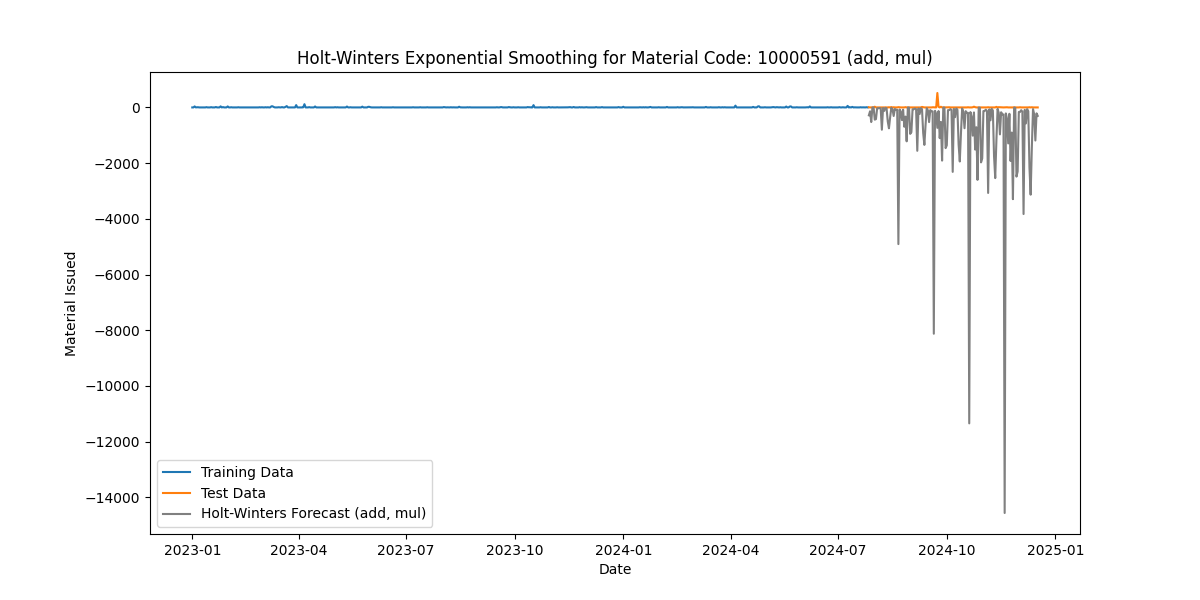 Holt-Winters Exponential Smoothing for Material Code: 10000591 (add, mul)
Material Issued
0
−2000
−4000
−6000
−8000
−10000
−12000
−14000
Training Data
Test Data
Holt-Winters Forecast (add, mul)
2023-01 2023-04 2023-07 2023-10 2024-01 2024-04 2024-07 2024-10 2025-01
Date